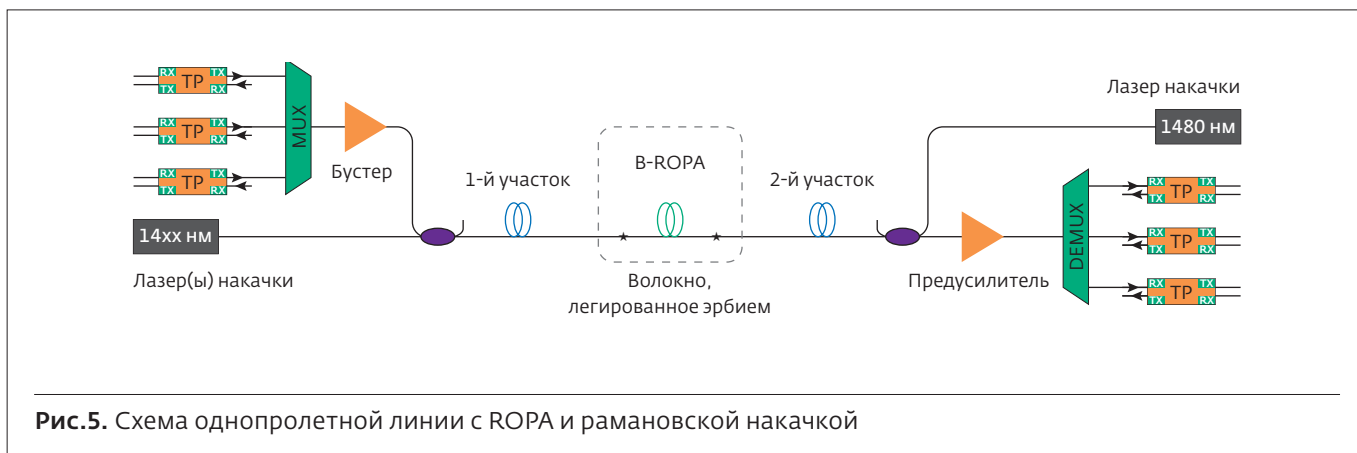 RX TP TX
TX RX
RX TP TX
TX RX
RX TP TX
TX RX
MUX
Бустер
14xx нм
Лазер(ы) накачки
1-й участок
B-ROPA
Волокно,
легированное эрбием
2-й участок
Лазер накачки
1480 нм
Предусилитель
DEMUX
RX TP TX
TX RX
RX TP TX
TX RX
RX TP TX
TX RX
Рис.5. Схема однопролетной линии с ROPA и рамановской накачкой